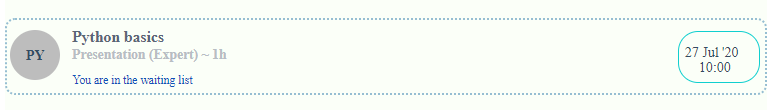 PY
Python basics
Presentation (Expert) ~ 1h
You are in the waiting list
27 Jul '20
10:00